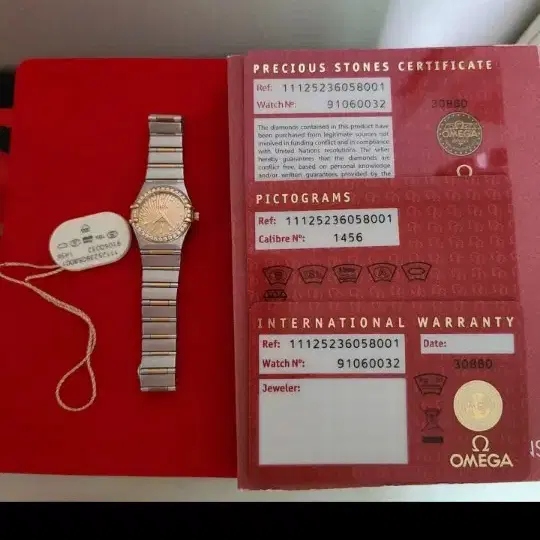 PRECIOUS STONES CERTIFICATE
Ref: 11125236058001
Watch Nº: 91060032
30880
The diamonds contained in this product have
been purchased from legitimate sources not
involved in funding conflict and in compliance
with United Nations resolutions. The seller
hereby guarantees that the diamonds are
conflict free, based on personal knowledge
and/or written guarantees provided by the
OMEGA
PICTOGRAMS
Ref: 11125236058001
Calibre Nº: 1456
INTERNATIONAL WARRANTY
Ref: 11125236058001
Watch Nº: 91060032
Date:
30880
Jeweler:
Ω
OMEGA
91060032
1456